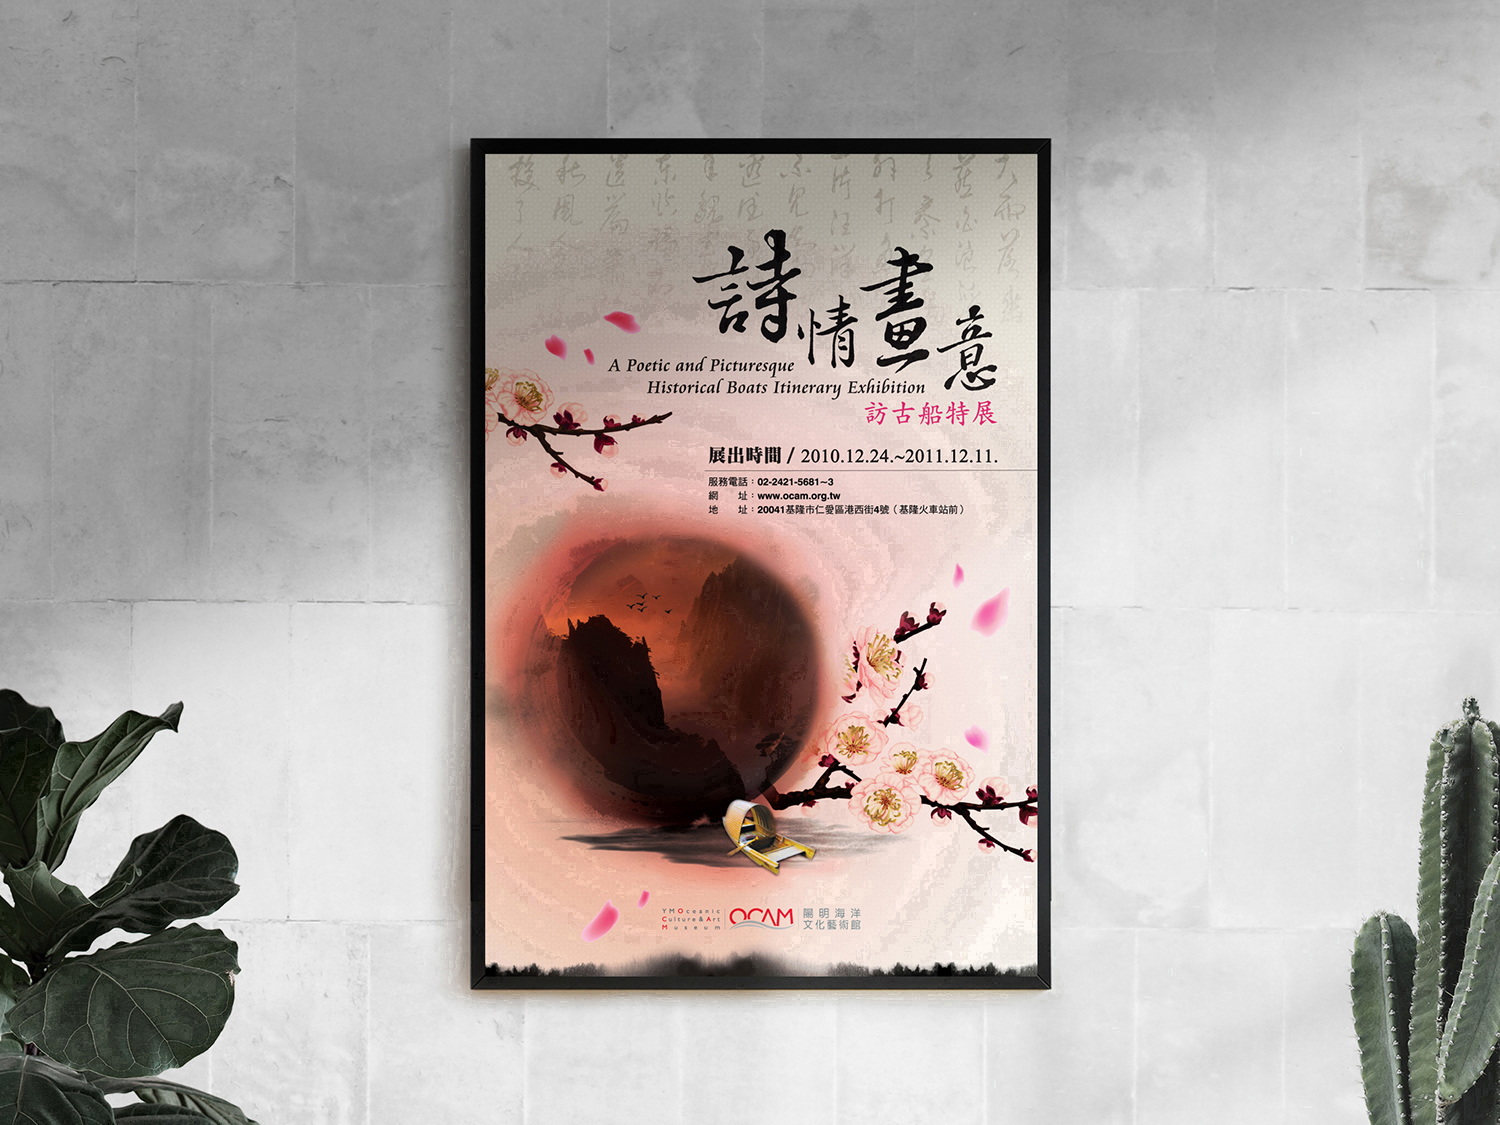 詩情畫意
A Poetic and Picturesque
Historical Boats Itinerary Exhibition
訪古船特展
展出時間 / 2010.12.24.~2011.12.11.
服務電話：02-2421-5681~3
網　　址：www.ocam.org.tw
地　　址：20041基隆市仁愛區港西街4號（基隆火車站前）
YMOceanic
Culture&Art
Museum
OCAM
陽明海洋
文化藝術館